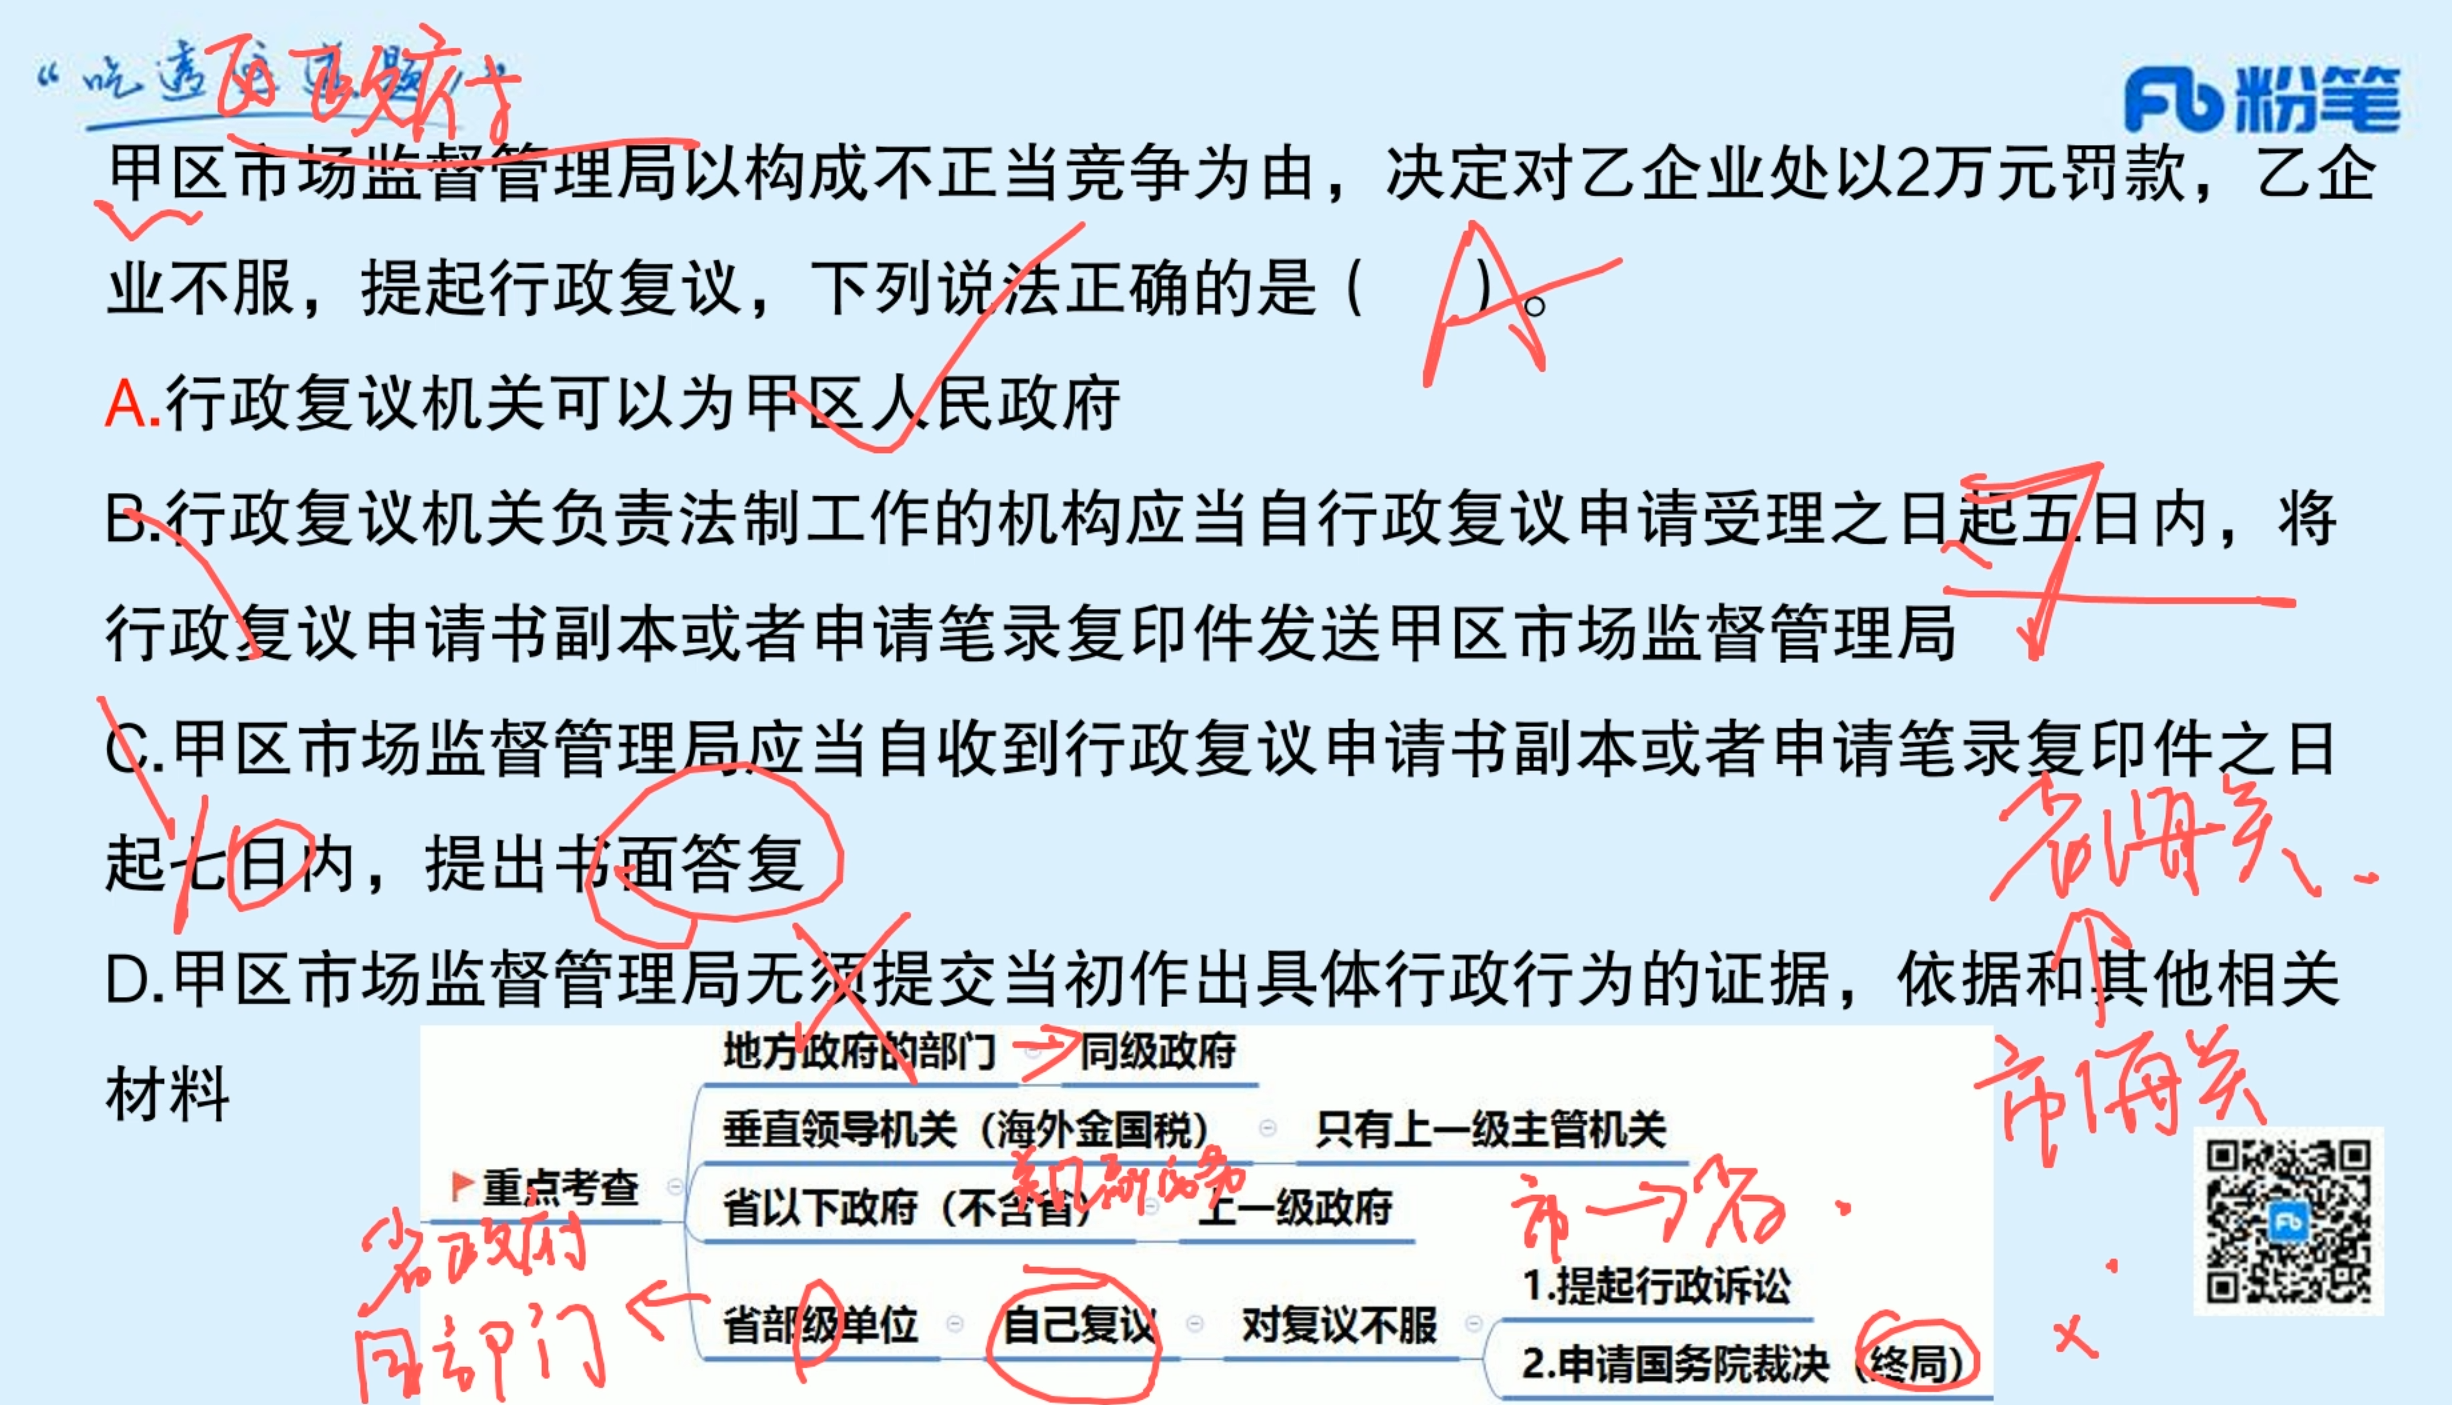 “吃透
区政府
粉笔
甲区市场监督管理局以构成不正当竞争为由，决定对乙企业处以2万元罚款，乙企
业不服，提起行政复议，下列说法正确的是（ ）。
A
A.行政复议机关可以为甲区人民政府
B.行政复议机关负责法制工作的机构应当自行政复议申请受理之日起五日内，将
行政复议申请书副本或者申请笔录复印件发送甲区市场监督管理局
7
C.甲区市场监督管理局应当自收到行政复议申请书副本或者申请笔录复印件之日
起七日内，提出书面答复
10
省海关
D.甲区市场监督管理局无须提交当初作出具体行政行为的证据，依据和其他相关
材料
市海关
重点考查
地方政府的部门
同级政府
垂直领导机关（海外金国税）
只有上一级主管机关
省以下政府（不含省）
上一级政府
市→省
省部级单位
自己复议
对复议不服
1.提起行政诉讼
2.申请国务院裁决（终局）
省政府
国部门